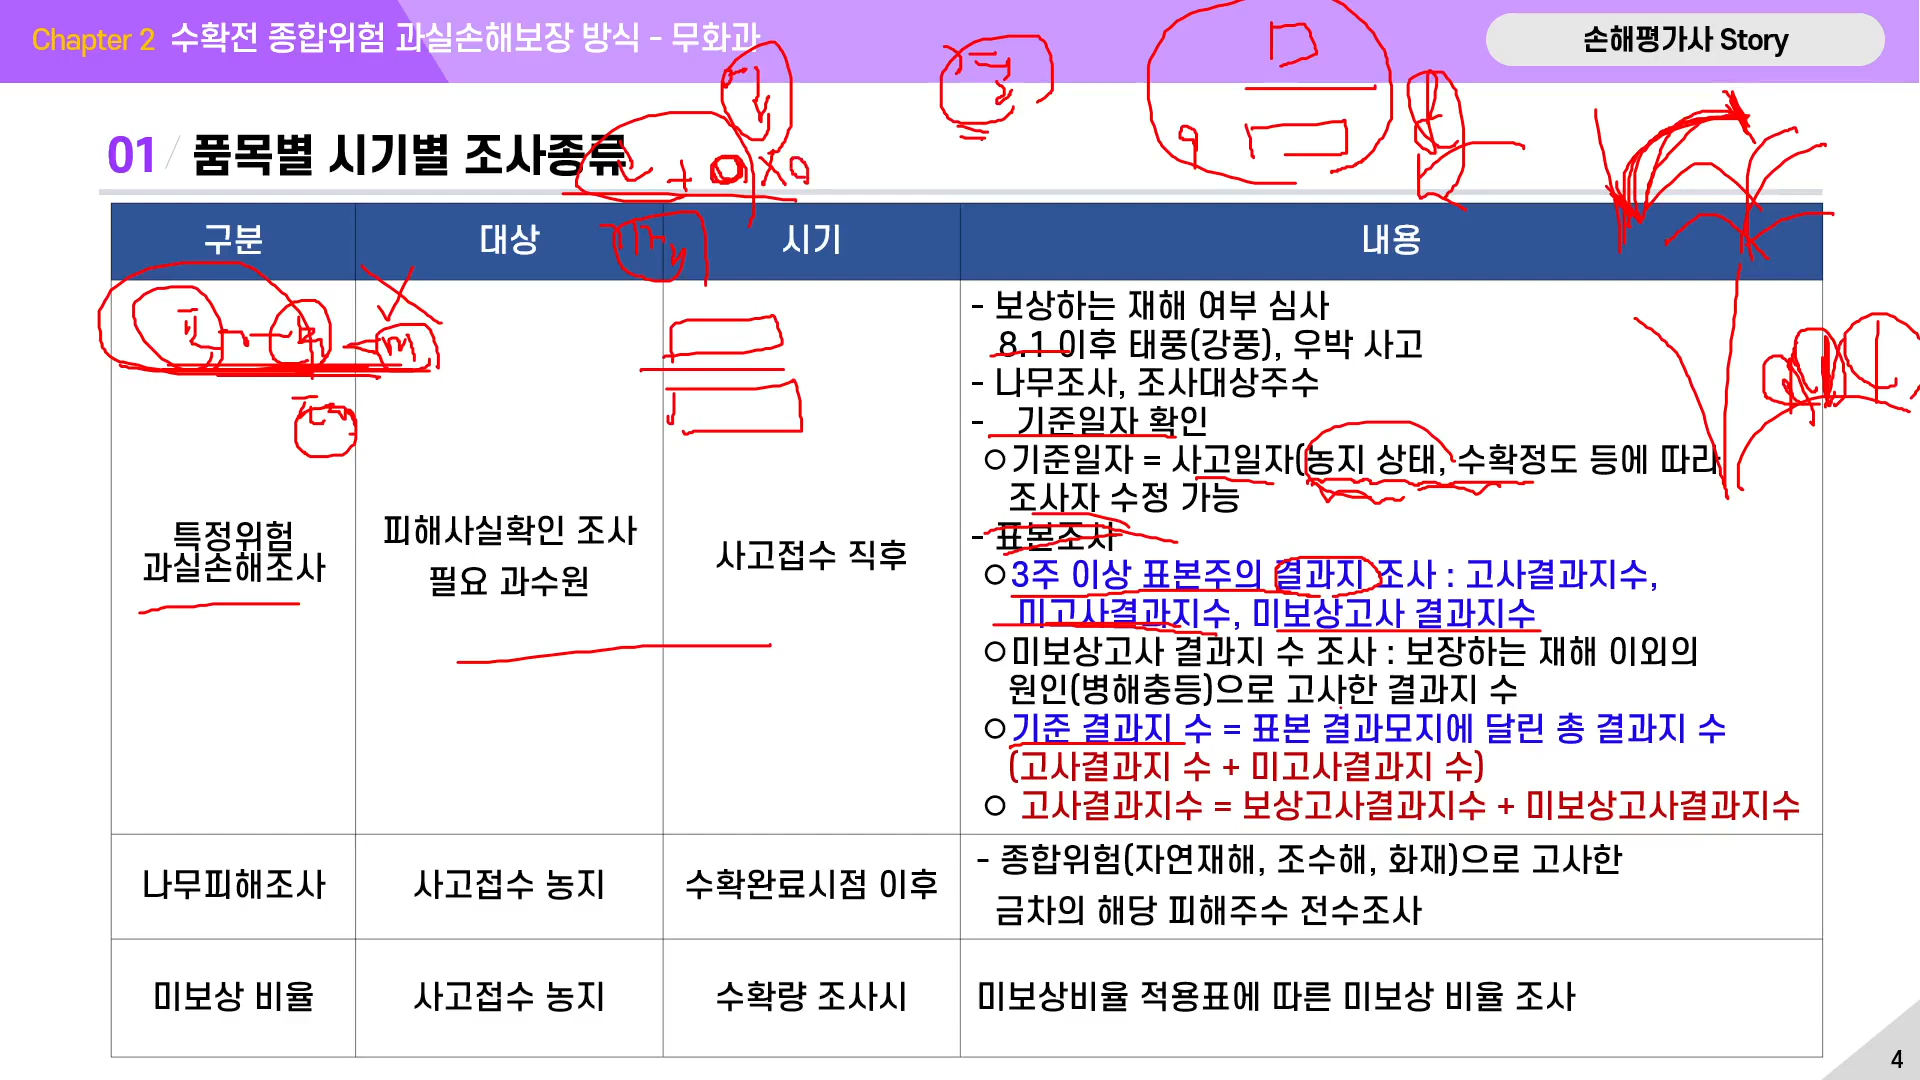 Chapter 2 수확전 종합위험 과실손해보장 방식 - 무화과
손해평가사 Story
01 / 품목별 시기별 조사종류
구분 대상 시기 내용
특정위험
과실손해조사
피해사실확인 조사
필요 과수원
사고접수 직후
- 보상하는 재해 여부 심사
8.1 이후 태풍(강풍), 우박 사고
- 나무조사, 조사대상주수
- 기준일자 확인
○기준일자 = 사고일자(농지 상태, 수확정도 등에 따라
조사자 수정 가능
- 표본조사
○3주 이상 표본주의 결과지 조사 : 고사결과지수,
미고사결과지수, 미보상고사 결과지수
○미보상고사 결과지 수 조사 : 보장하는 재해 이외의
원인(병해충등)으로 고사한 결과지 수
○기준 결과지 수 = 표본 결과모지에 달린 총 결과지 수
(고사결과지 수 + 미고사결과지 수)
○ 고사결과지수 = 보상고사결과지수 + 미보상고사결과지수
나무피해조사 사고접수 농지 수확완료시점 이후
- 종합위험(자연재해, 조수해, 화재)으로 고사한
금차의 해당 피해주수 전수조사
미보상 비율 사고접수 농지 수확량 조사시 미보상비율 적용표에 따른 미보상 비율 조사
4